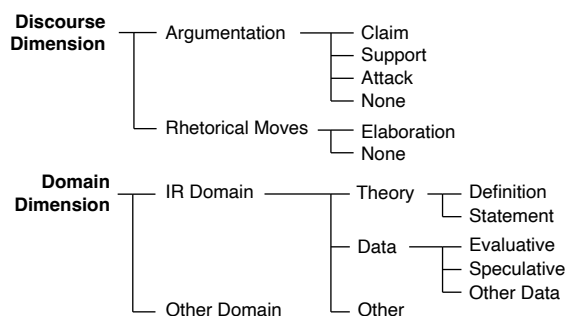 Discourse
Dimension
Argumentation
Claim
Support
Attack
None
Rhetorical Moves
Elaboration
None
Domain
Dimension
IR Domain
Theory
Definition
Statement
Data
Evaluative
Speculative
Other Data
Other Domain
Other